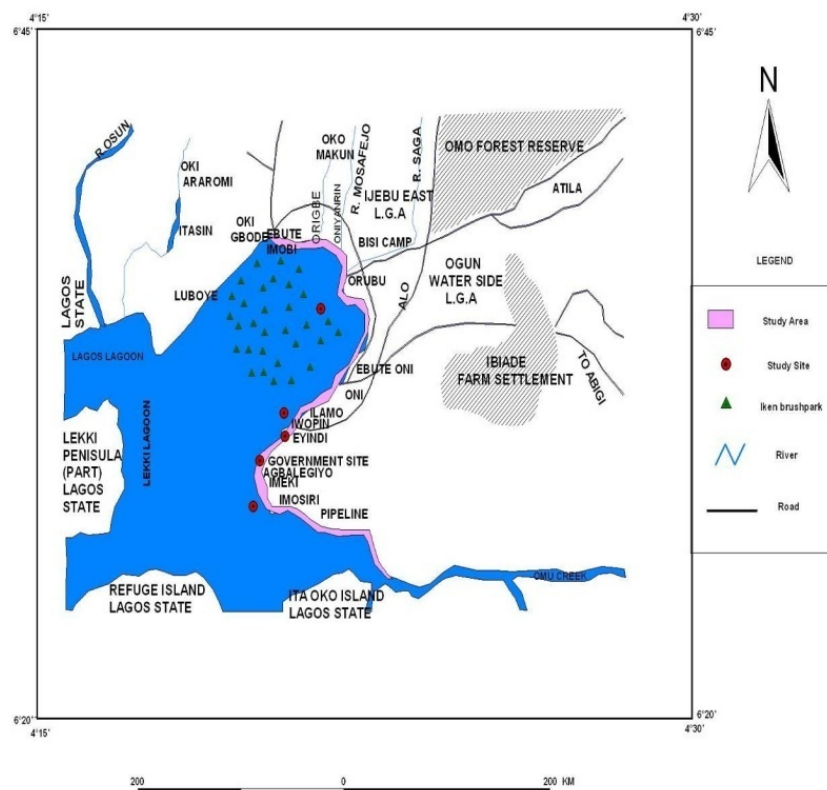 4°15'
4°30'
6°45'
6°45'
N
R OSUN
OKI
ARAROMI
ITASIN
OKO
MAKUN
R. MOSAFEJO
R. SAGA
OMO FOREST RESERVE
ORIGBE
ONIYANRIN
IJEBU EAST
L.G.A
ATILA
OKI
GBODE
EBUTE
IMOBI
BISI CAMP
ORUBU
OGUN
WATER SIDE
L.G.A
ALO
LUBOYE
LAGOS
STATE
LAGOS LAGOON
EBUTE ONI
IBIADE
FARM SETTLEMENT
TO ABIGI
ONI
ILAMO
IWOPIN
EYINDI
LEKKI
PENISULA
(PART)
LAGOS
STATE
LEKKI LAGOON
GOVERNMENT SITE
AGBALEGIYO
IMEKI
IMOSIRI
PIPELINE
OMU CREEK
REFUGE ISLAND
LAGOS STATE
ITA OKO ISLAND
LAGOS STATE
LEGEND
Study Area
Study Site
Iken brushpark
River
Road
6°20'
6°20'
4°15'
4°30'
200
0
200 KM